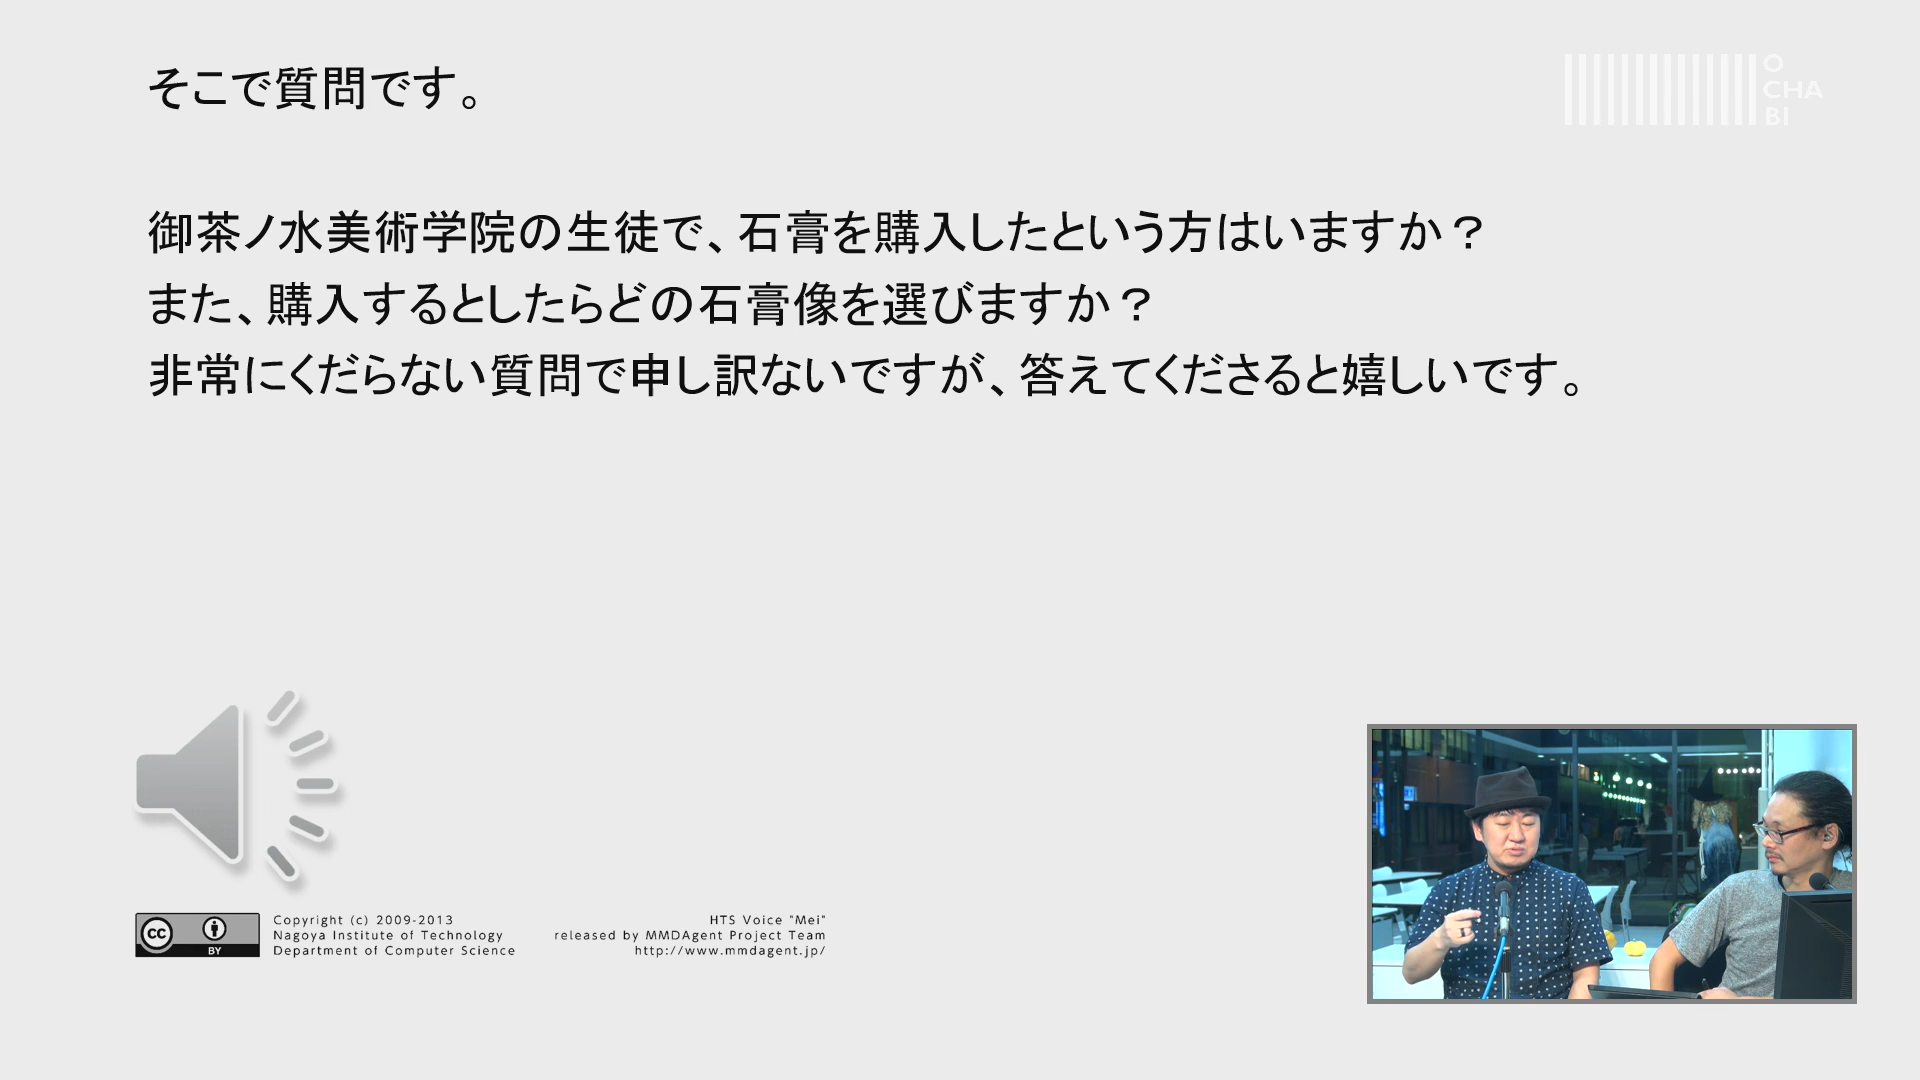 そこで質問です。
O
CHA
BI
御茶ノ水美術学院の生徒で、石膏を購入したという方はいますか？
また、購入するとしたらどの石膏像を選びますか？
非常にくだらない質問で申し訳ないですが、答えてくださると嬉しいです。
cc
BY
Copyright (c) 2009-2013
Nagoya Institute of Technology
Department of Computer Science
HTS Voice "Mei"
released by MMDAgent Project Team
http://www.mmdagent.jp/